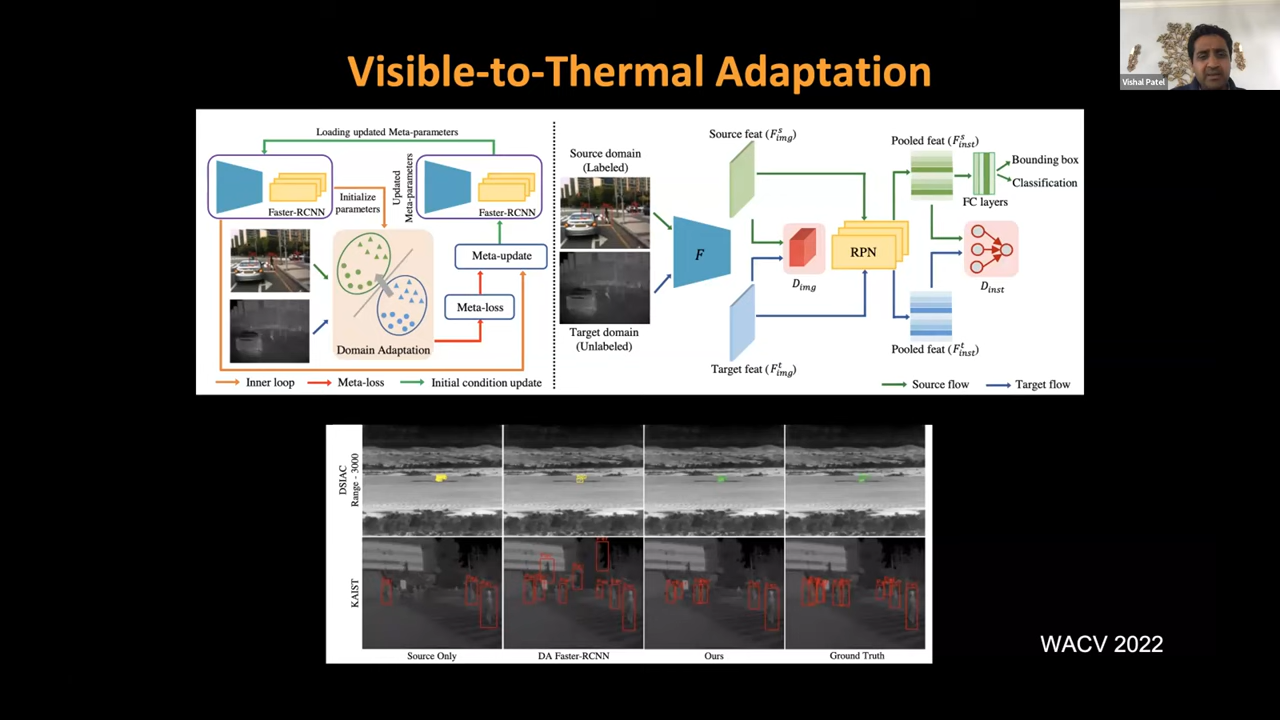 Visible-to-Thermal Adaptation
Vishal Patel
Loading updated Meta-parameters
Faster-RCNN
Initialize
parameters
Updated
Meta-parameters
Faster-RCNN
Meta-update
Meta-loss
Domain Adaptation
Inner loop
Meta-loss
Initial condition update
Source domain
(Labeled)
Target domain
(Unlabeled)
F
Source feat (F^s_img)
Target feat (F^t_img)
D_img
RPN
Pooled feat (F^s_inst)
FC layers
Bounding box
Classification
D_inst
Pooled feat (F^t_inst)
Source flow
Target flow
DSIAC
Range - 3000
KAIST
Source Only
DA Faster-RCNN
Ours
Ground Truth
WACV 2022